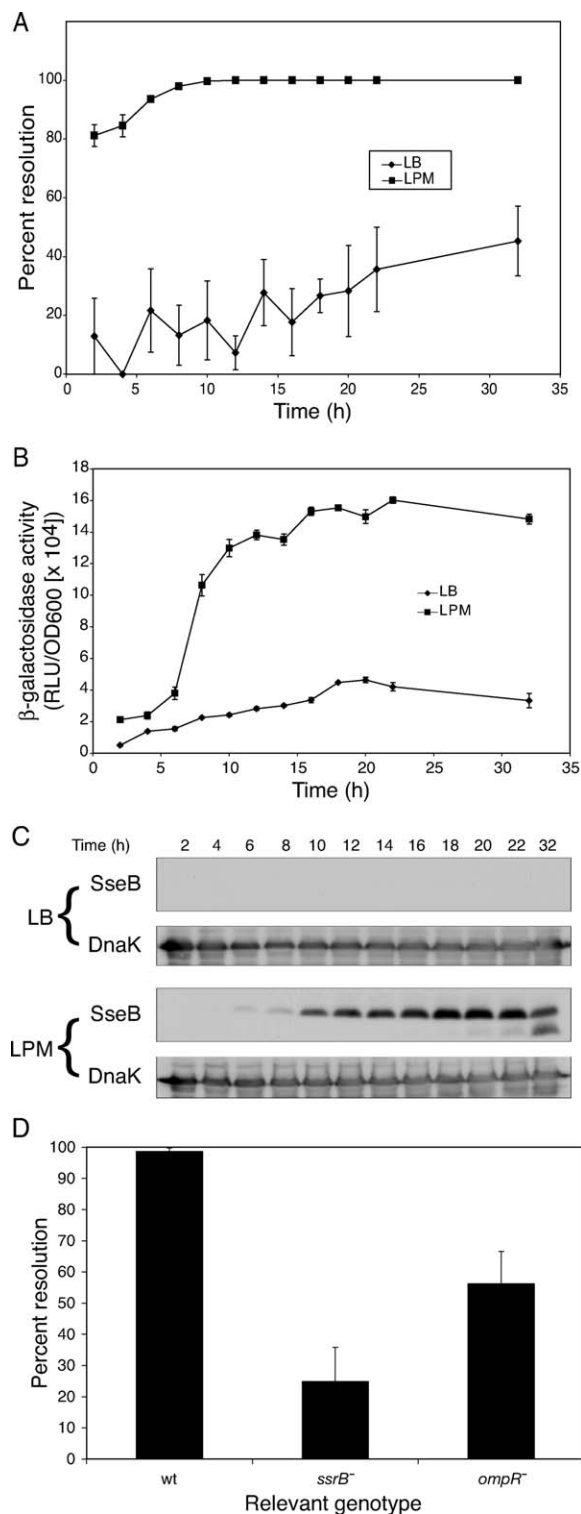 A
Percent resolution
100
80
60
40
20
0
LB
LPM
0 5 10 15 20 25 30 35
Time (h)
B
β-galactosidase activity
(RLU/OD600 [x 10⁴])
18
16
14
12
10
8
6
4
2
0
LB
LPM
0 5 10 15 20 25 30 35
Time (h)
C
Time (h) 2 4 6 8 10 12 14 16 18 20 22 32
SseB
LB {
DnaK
SseB
LPM {
DnaK
D
Percent resolution
100
90
80
70
60
50
40
30
20
10
0
wt ssrB⁻ ompR⁻
Relevant genotype